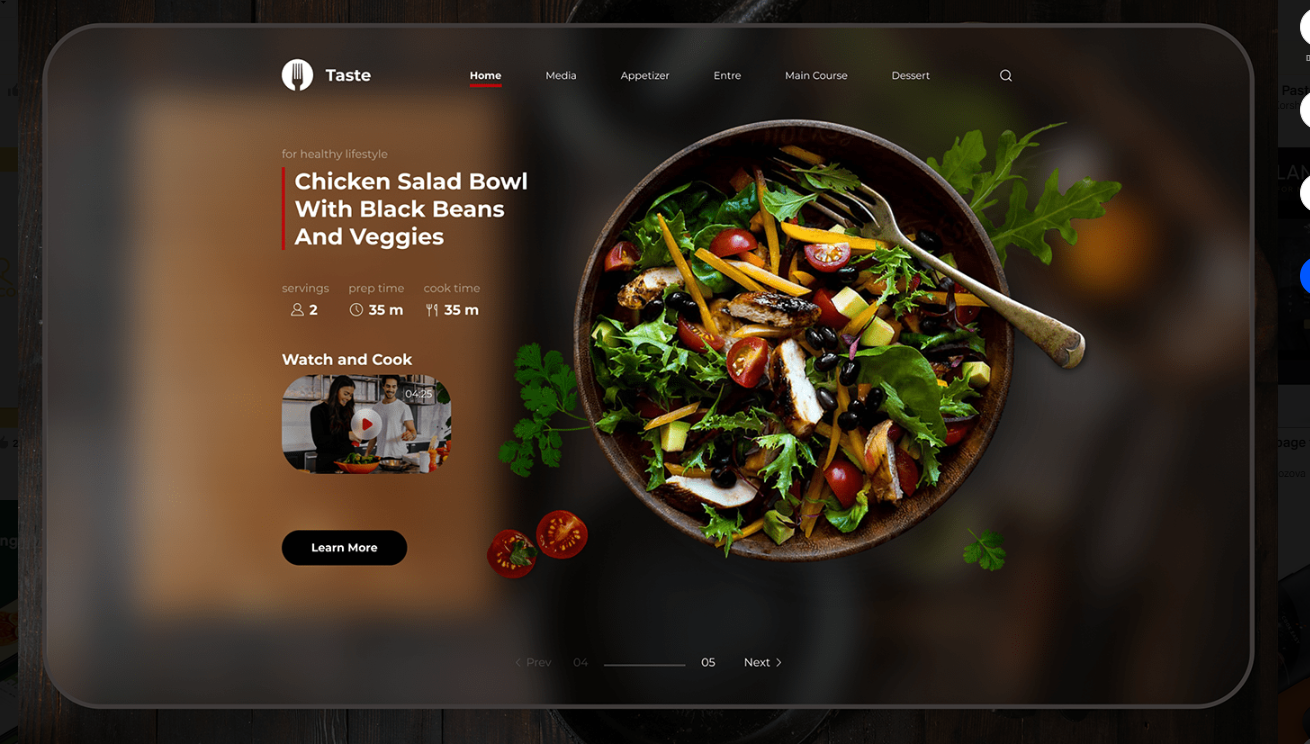 Taste
Home Media Appetizer Entre Main Course Dessert
for healthy lifestyle
Chicken Salad Bowl
With Black Beans
And Veggies
servings prep time cook time
2 35 m 35 m
Watch and Cook
04:25
Learn More
Prev 04 05 Next
Past